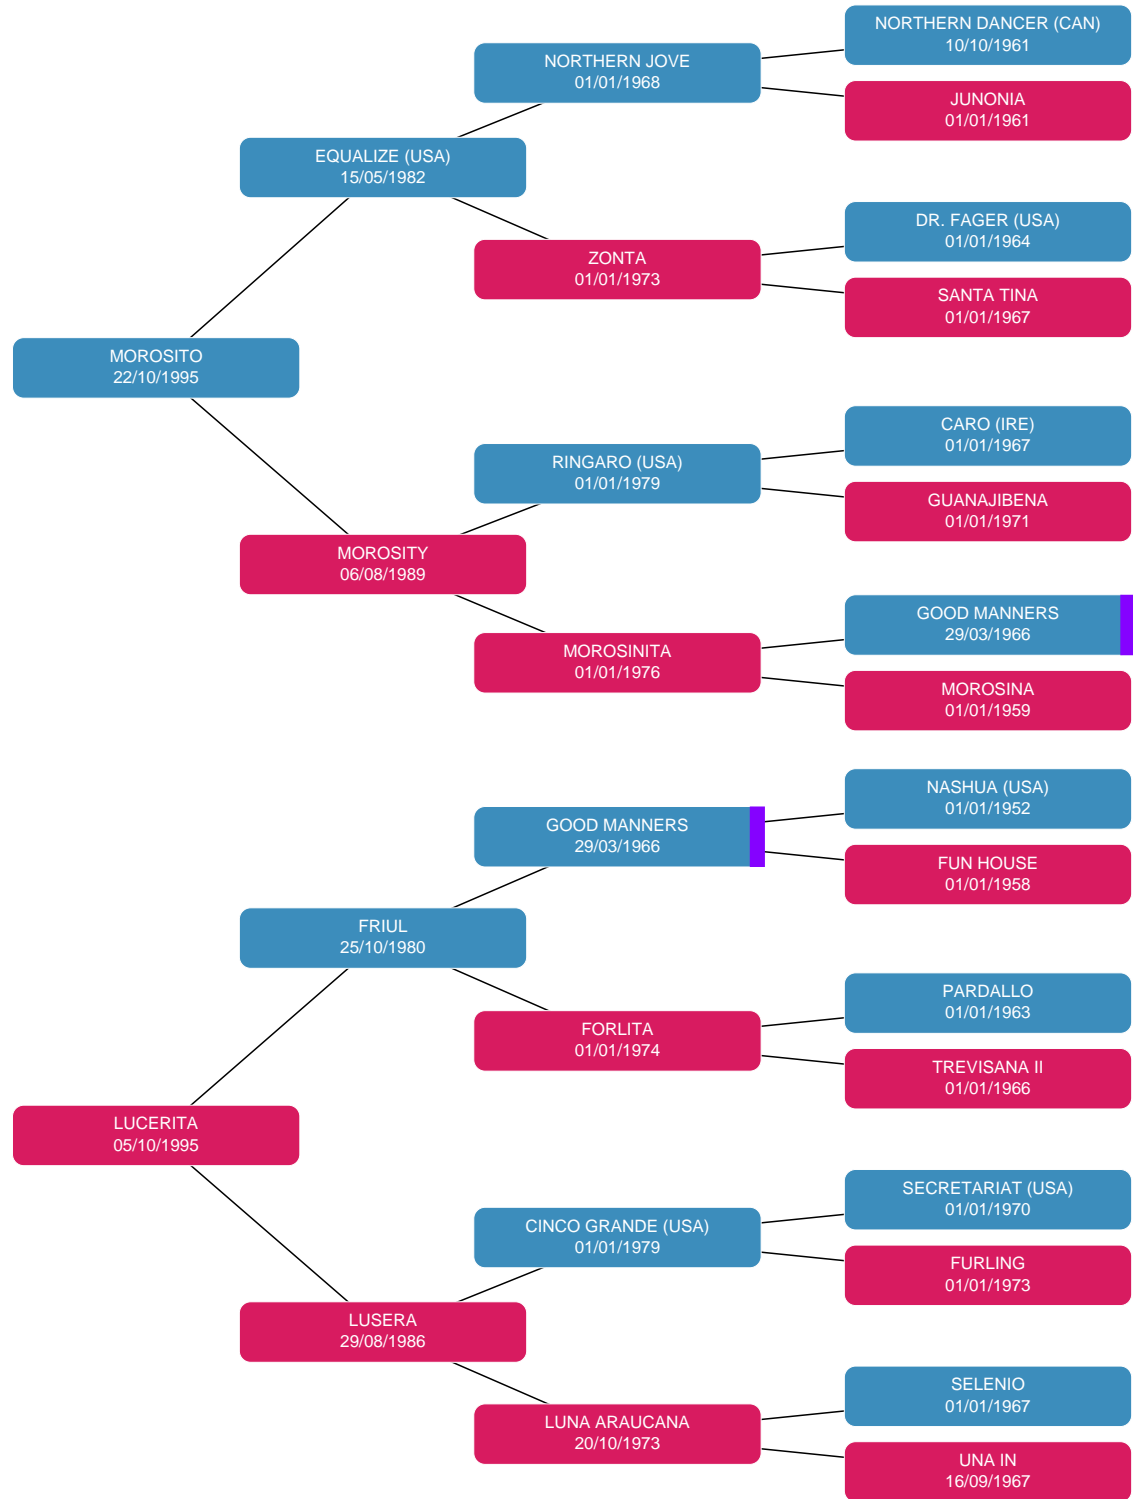 NORTHERN DANCER (CAN)
10/10/1961
NORTHERN JOVE
01/01/1968
JUNONIA
01/01/1961
EQUALIZE (USA)
15/05/1982
DR. FAGER (USA)
01/01/1964
ZONTA
01/01/1973
SANTA TINA
01/01/1967
MOROSITO
22/10/1995
CARO (IRE)
01/01/1967
RINGARO (USA)
01/01/1979
GUANAJIBENA
01/01/1971
MOROSITY
06/08/1989
GOOD MANNERS
29/03/1966
MOROSINITA
01/01/1976
MOROSINA
01/01/1959
NASHUA (USA)
01/01/1952
GOOD MANNERS
29/03/1966
FUN HOUSE
01/01/1958
FRIUL
25/10/1980
PARDALLO
01/01/1963
FORLITA
01/01/1974
TREVISANA II
01/01/1966
LUCERITA
05/10/1995
SECRETARIAT (USA)
01/01/1970
CINCO GRANDE (USA)
01/01/1979
FURLING
01/01/1973
LUSERA
29/08/1986
SELENIO
01/01/1967
LUNA ARAUCANA
20/10/1973
UNA IN
16/09/1967